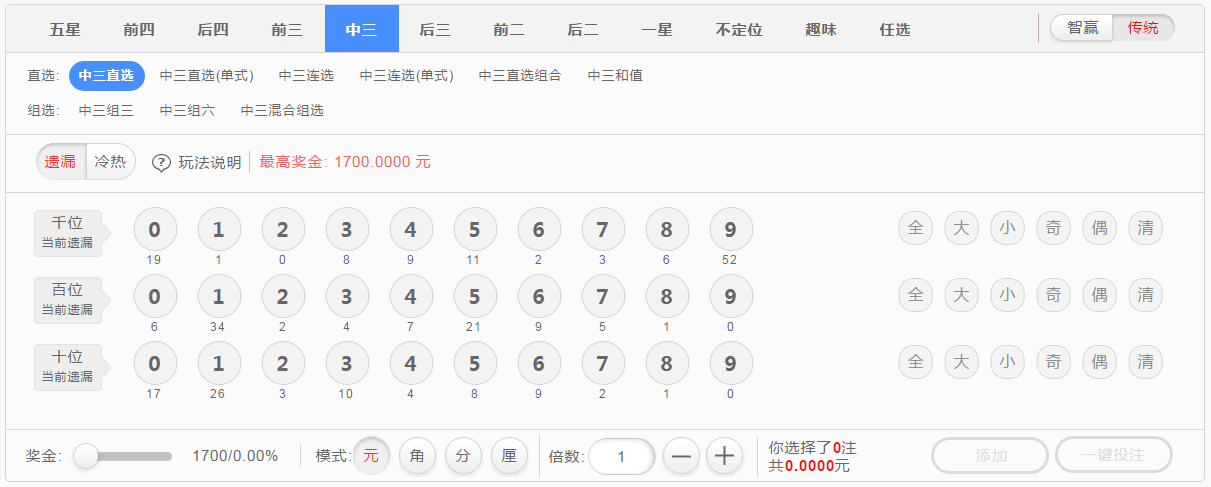 五星 前四 后四 前三 中三 后三 前二 后二 一星 不定位 趣味 任选 智赢 传统
直选: 中三直选 中三直选(单式) 中三连选 中三连选(单式) 中三直选组合 中三和值
组选: 中三组三 中三组六 中三混合组选
遗漏 冷热 ? 玩法说明 最高奖金: 1700.0000 元
千位 0 1 2 3 4 5 6 7 8 9 全 大 小 奇 偶 清
当前遗漏 19 1 0 8 9 11 2 3 6 52
百位 0 1 2 3 4 5 6 7 8 9 全 大 小 奇 偶 清
当前遗漏 6 34 2 4 7 21 9 5 1 0
十位 0 1 2 3 4 5 6 7 8 9 全 大 小 奇 偶 清
当前遗漏 17 26 3 10 4 8 9 2 1 0
奖金: 1700/0.00% 模式: 元 角 分 厘 倍数: 1 — + 你选择了0注
共0.0000元 添加 一键投注